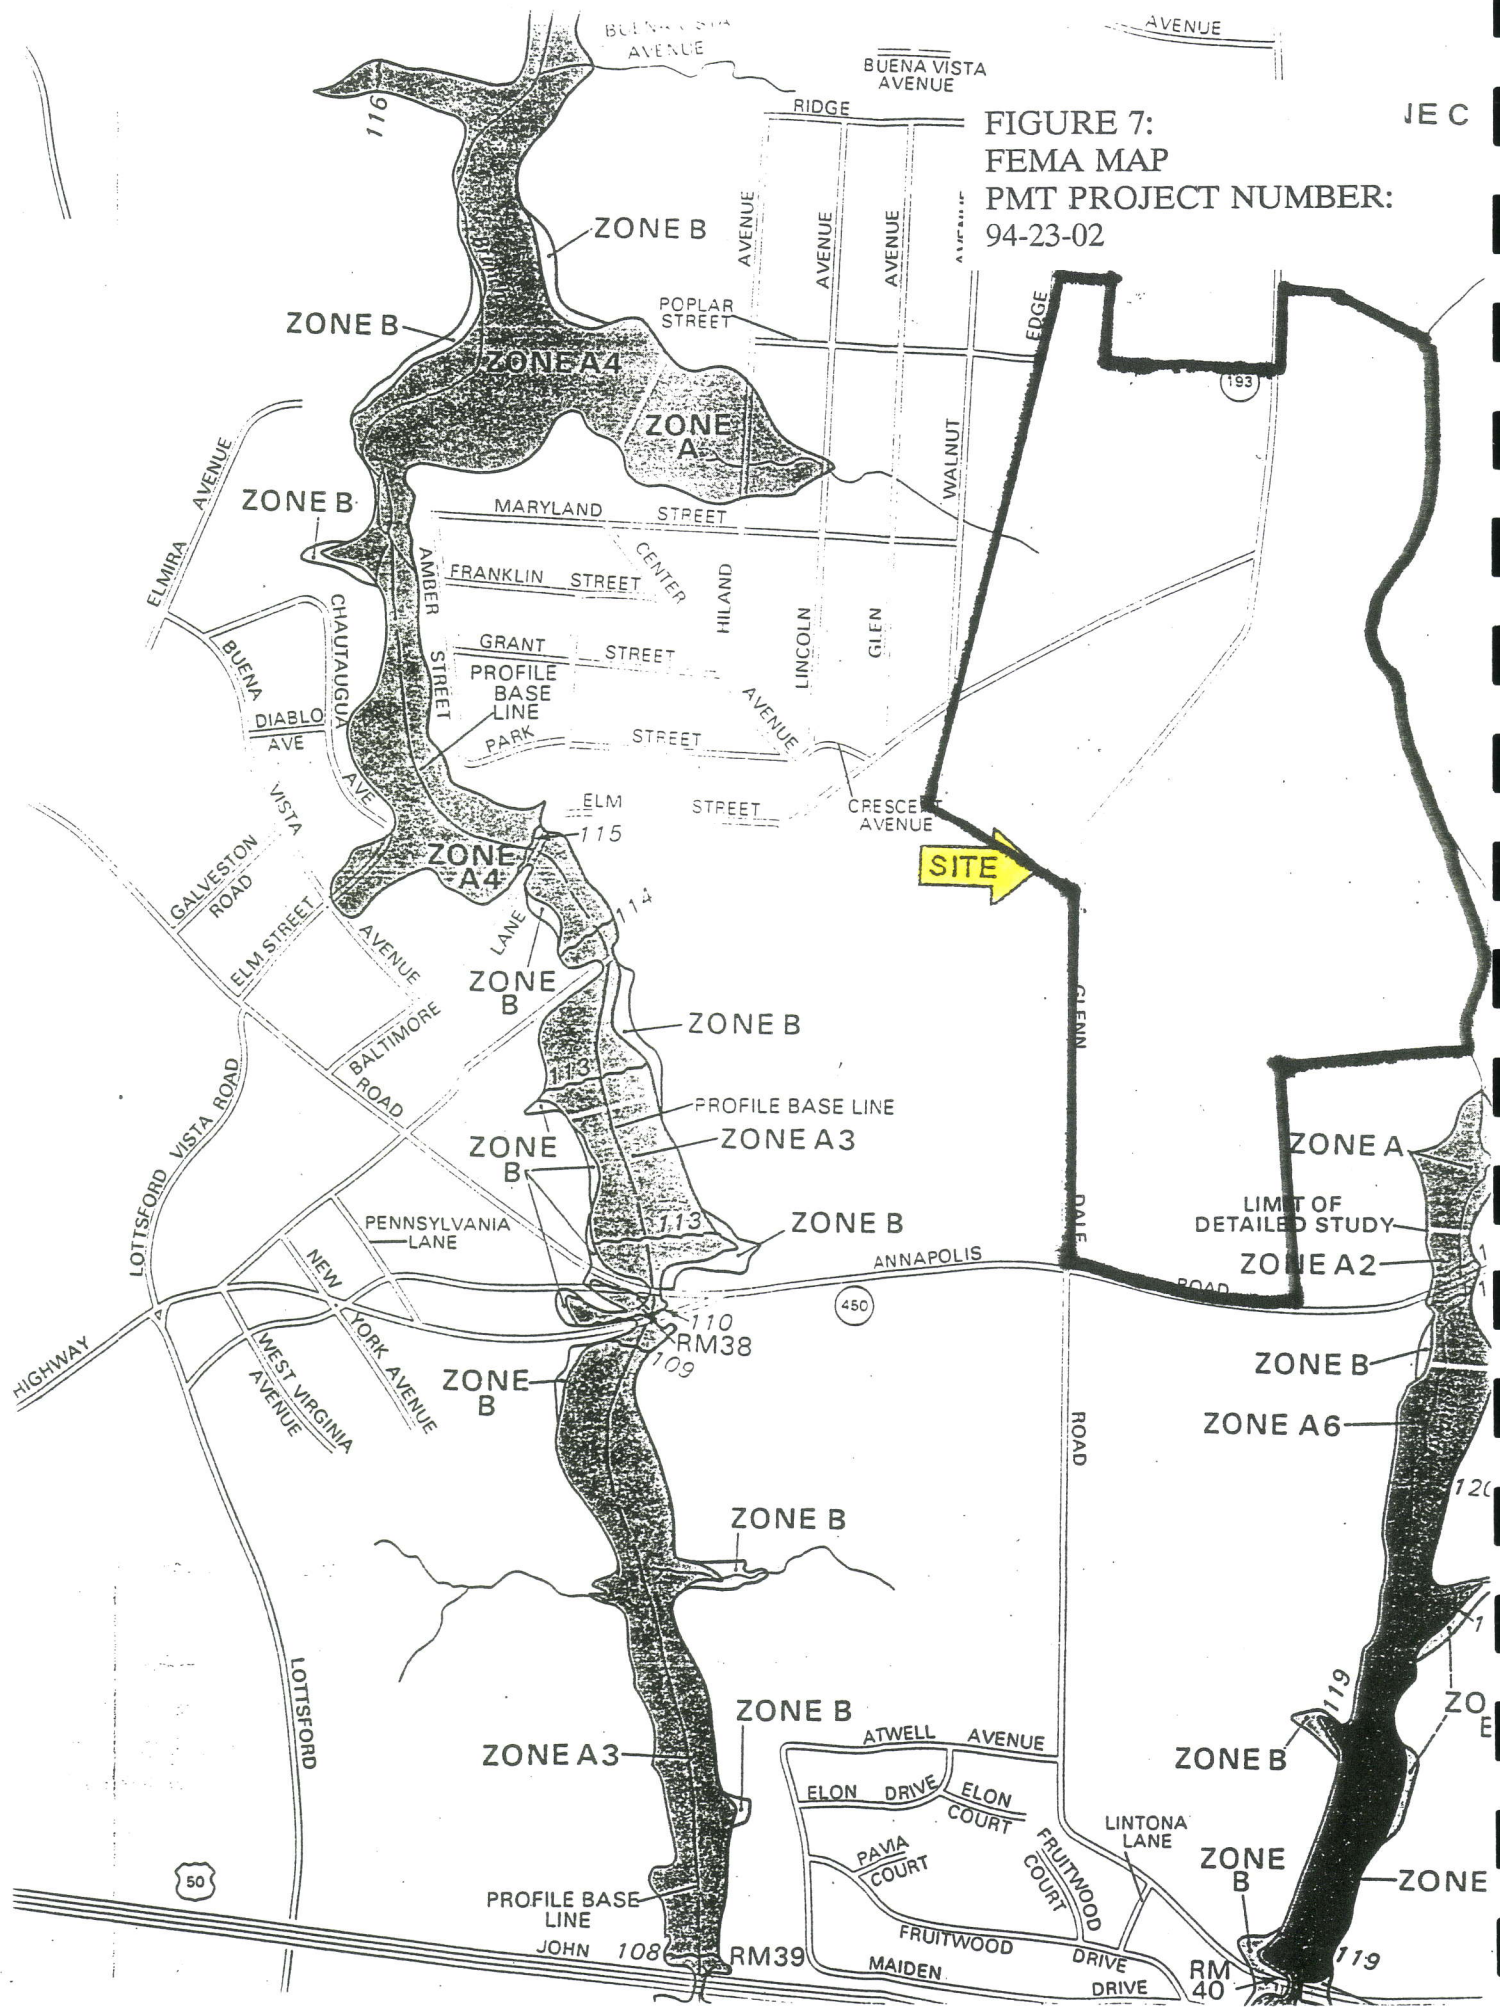 AVENUE
AVENUE
BUENA VISTA
AVENUE
RIDGE
FIGURE 7:
FEMA MAP
PMT PROJECT NUMBER:
94-23-02
116
ZONE B
AVENUE
AVENUE
AVENUE
ZONE B
POPLAR
STREET
EDGE
ZONE A4
193
ZONE
A
WALNUT
ELMIRA AVENUE
ZONE B
MARYLAND STREET
AMBER STREET
FRANKLIN STREET
CENTER AVENUE
HILAND
LINCOLN
GLEN
CHAUTAUGUA AVE
GRANT STREET
BUENA VISTA AVENUE
PROFILE
BASE
LINE
DIABLO
AVE
PARK STREET
ELM STREET
CRESCENT
AVENUE
115
ZONE
A4
SITE
GALVESTON
ROAD
ELM STREET
LANE
114
ZONE
B
GLENN DALE ROAD
ZONE B
BALTIMORE
ROAD
113
PROFILE BASE LINE
ZONE A3
ZONE
B
ZONE A
LOTTSFORD VISTA ROAD
LIMIT OF
DETAILED STUDY
PENNSYLVANIA
LANE
113
ZONE B
ANNAPOLIS ROAD
ZONE A2
NEW YORK AVENUE
450
110
RM38
109
HIGHWAY
WEST VIRGINIA
AVENUE
ZONE
B
ZONE B
ZONE A6
ZONE B
LOTTSFORD
119
ZONE B
ZONE A3
ATWELL AVENUE
ZONE B
ELON DRIVE
ELON
COURT
LINTONA
LANE
PAVIA
COURT
FRUITWOOD
COURT
ZONE
B
ZONE
50
PROFILE BASE
LINE
FRUITWOOD DRIVE
JOHN
108
RM39
MAIDEN DRIVE
RM
40
119